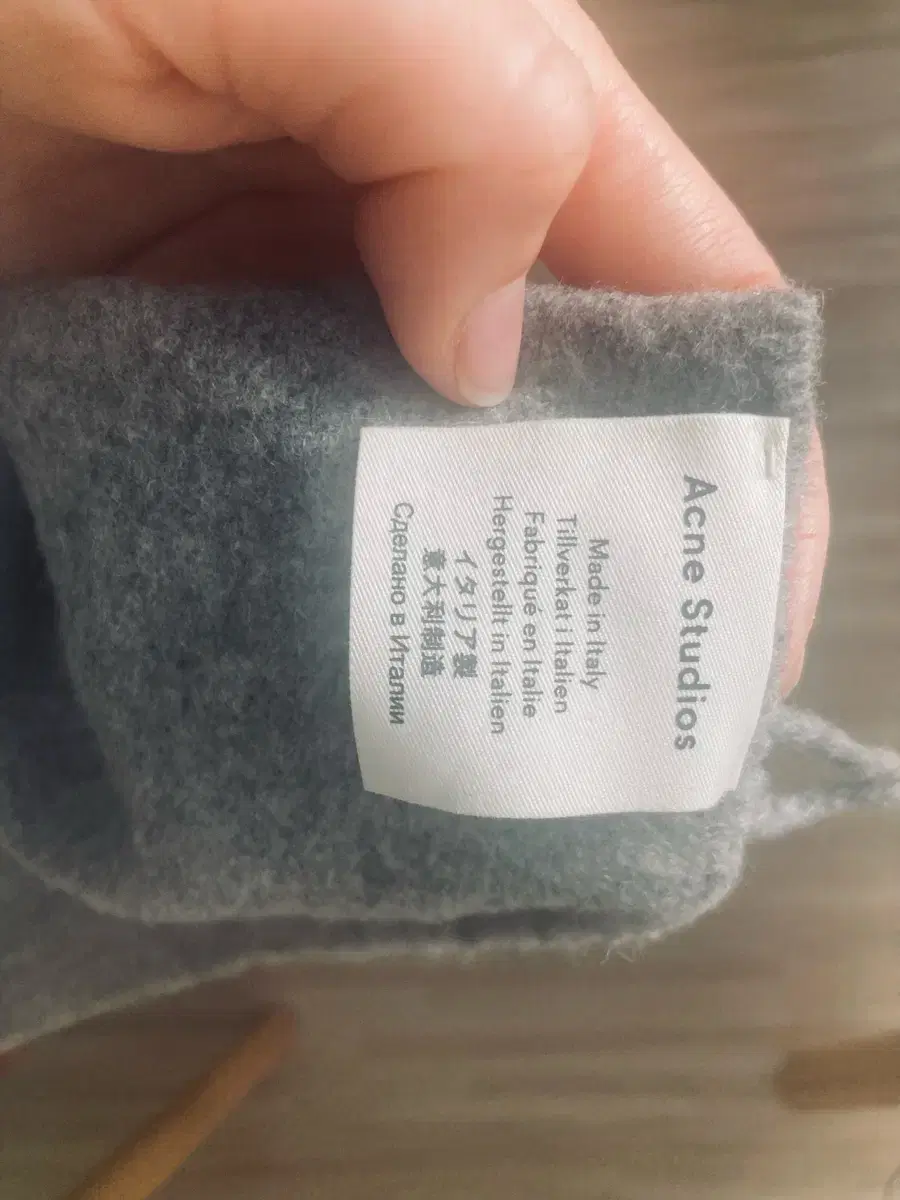 Acne Studios
Made in Italy
Tillverkat i Italien
Fabriqué en Italie
Hergestellt in Italien
イタリア製
意大利制造
Сделано в Италии